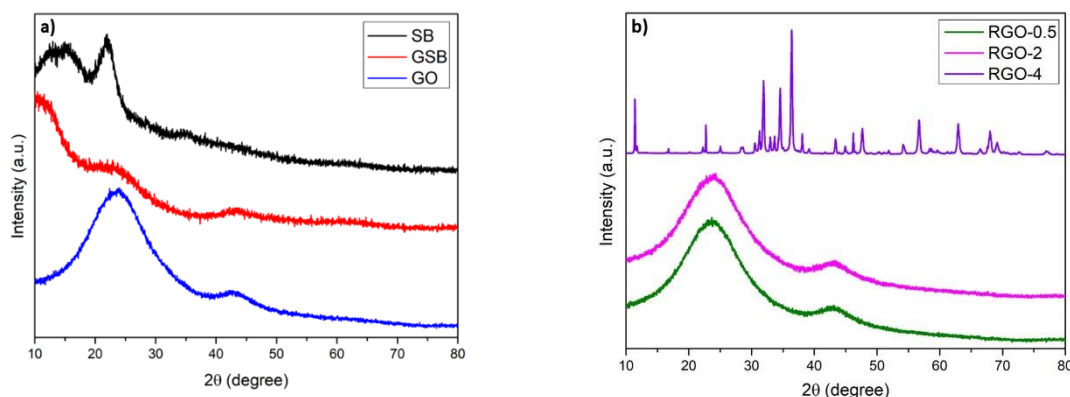 a)
SB
GSB
GO
Intensity (a.u.)
10 20 30 40 50 60 70 80
2θ (degree)
b)
RGO-0.5
RGO-2
RGO-4
Intensity (a.u.)
10 20 30 40 50 60 70 80
2θ (degree)